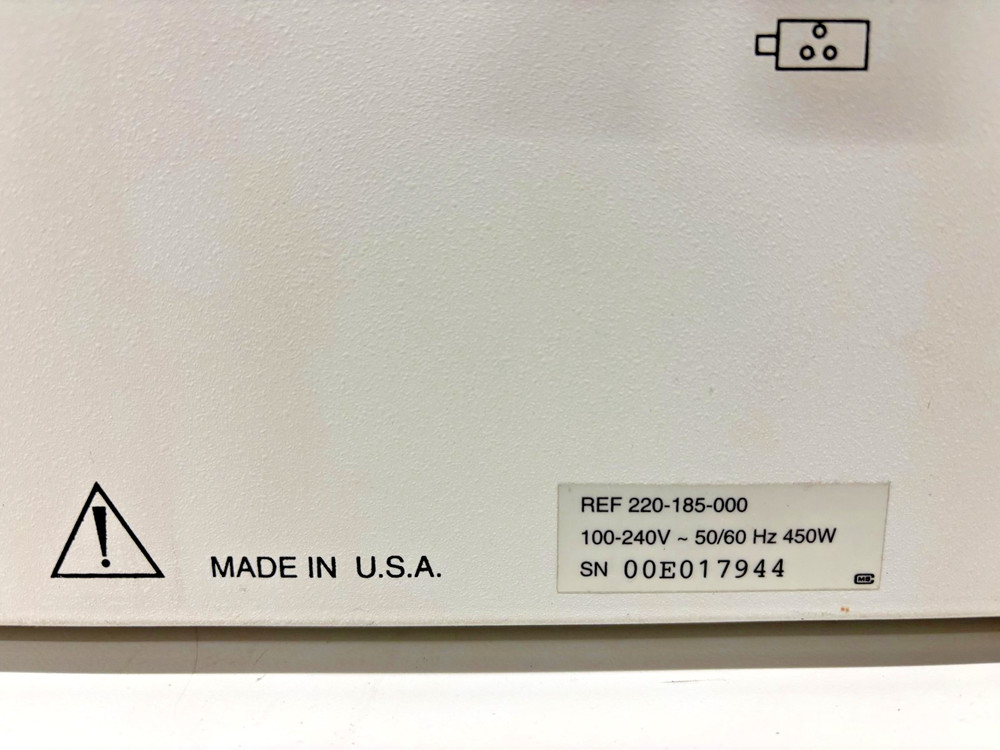 MADE IN U.S.A.
REF 220-185-000
100-240V ~ 50/60 Hz 450W
SN 00E017944